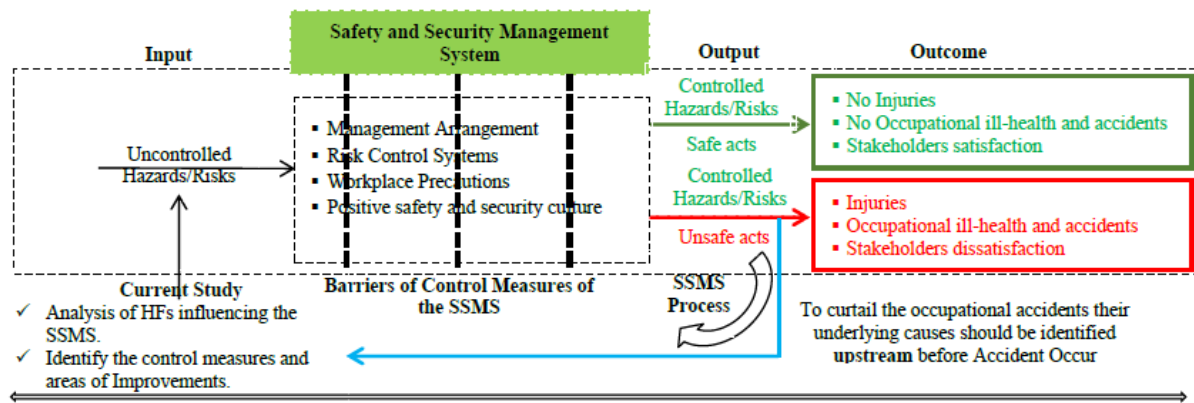 Safety and Security Management
System
Input
Output
Outcome
Uncontrolled
Hazards/Risks
▪ Management Arrangement
▪ Risk Control Systems
▪ Workplace Precautions
▪ Positive safety and security culture
Controlled
Hazards/Risks
Safe acts
Controlled
Hazards/Risks
Unsafe acts
▪ No Injuries
▪ No Occupational ill-health and accidents
▪ Stakeholders satisfaction
▪ Injuries
▪ Occupational ill-health and accidents
▪ Stakeholders dissatisfaction
Current Study
✓ Analysis of HFs influencing the
SSMS.
✓ Identify the control measures and
areas of Improvements.
Barriers of Control Measures of
the SSMS
SSMS
Process
To curtail the occupational accidents their
underlying causes should be identified
upstream before Accident Occur